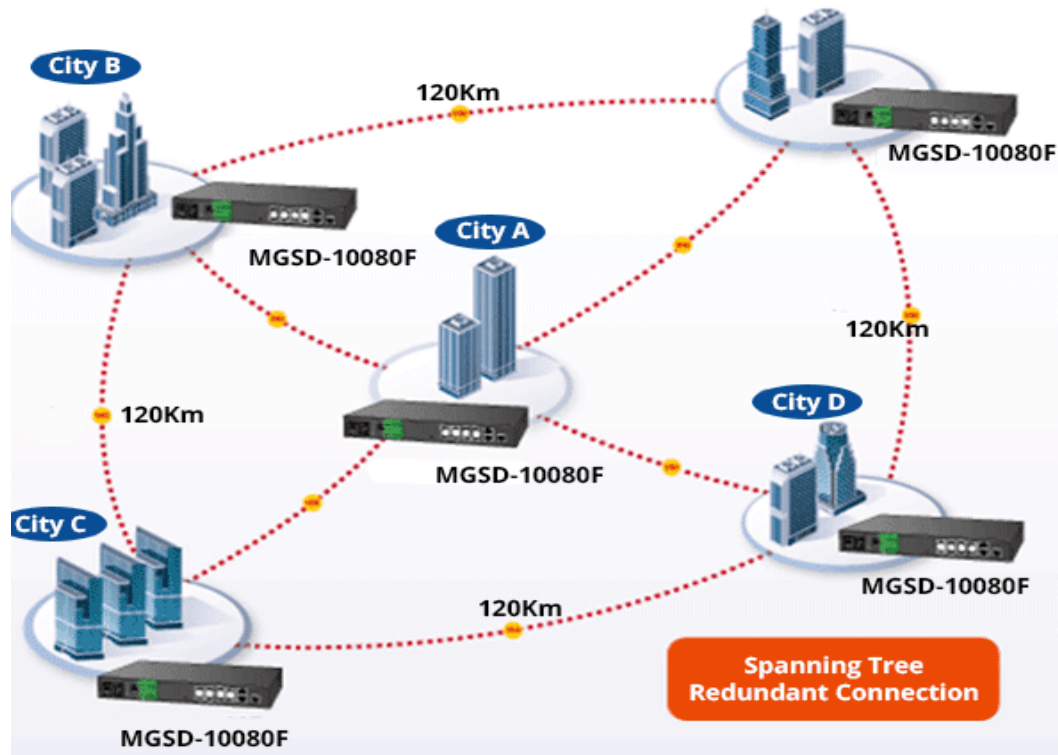 City B
120Km
MGSD-10080F
MGSD-10080F
City A
120Km
City D
120Km
MGSD-10080F
City C
MGSD-10080F
120Km
Spanning Tree
Redundant Connection
MGSD-10080F